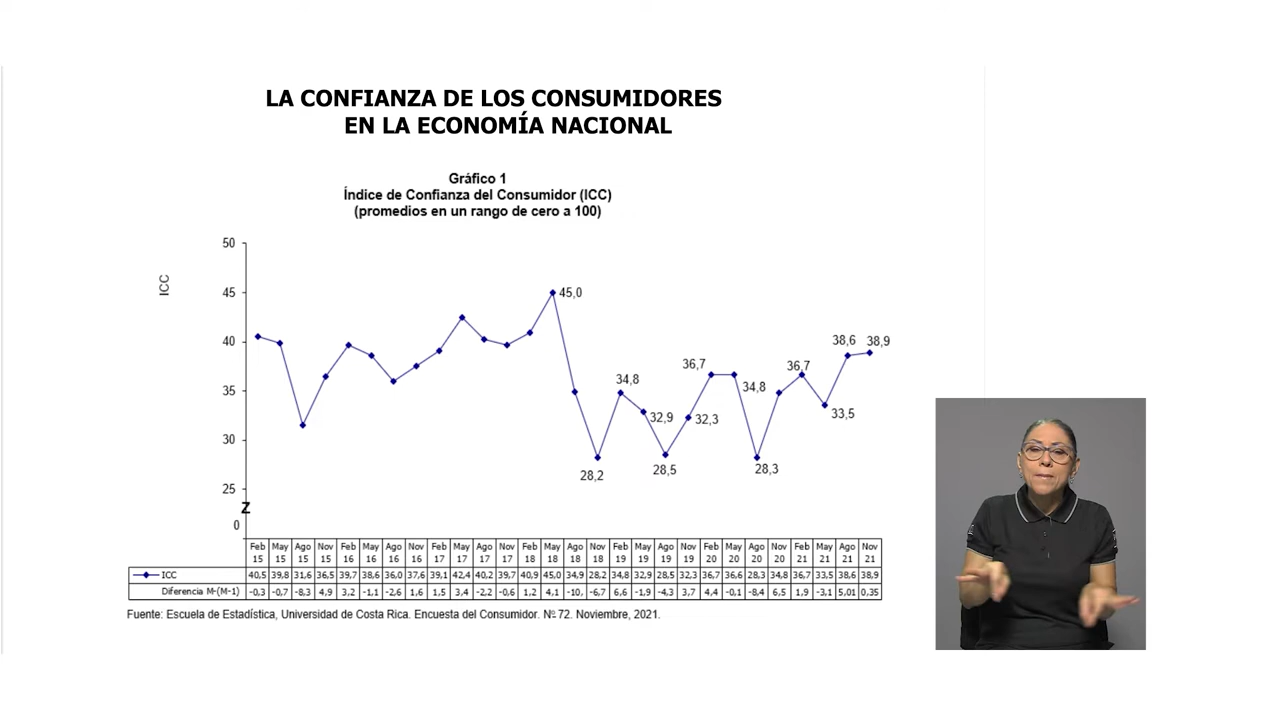 LA CONFIANZA DE LOS CONSUMIDORES
EN LA ECONOMÍA NACIONAL
Gráfico 1
Índice de Confianza del Consumidor (ICC)
(promedios en un rango de cero a 100)
ICC
50
45
40
35
30
25
Z
0
45,0
28,2
34,8
32,9
28,5
32,3
36,7
34,8
28,3
36,7
33,5
38,6
38,9
Feb 15 May 15 Ago 15 Nov 15 Feb 16 May 16 Ago 16 Nov 16 Feb 17 May 17 Ago 17 Nov 17 Feb 18 May 18 Ago 18 Nov 18 Feb 19 May 19 Ago 19 Nov 19 Feb 20 May 20 Ago 20 Nov 20 Feb 21 May 21 Ago 21 Nov 21
ICC 40,5 39,8 31,6 36,5 39,7 38,6 36,0 37,6 39,1 42,4 40,2 39,7 40,9 45,0 34,9 28,2 34,8 32,9 28,5 32,3 36,7 36,6 28,3 34,8 36,7 33,5 38,6 38,9
Diferencia M-(M-1) -0,3 -0,7 -8,3 4,9 3,2 -1,1 -2,6 1,6 1,5 3,4 -2,2 -0,6 1,2 4,1 -10, -6,7 6,6 -1,9 -4,3 3,7 4,4 -0,1 -8,4 6,5 1,9 -3,1 5,01 0,35
Fuente: Escuela de Estadística, Universidad de Costa Rica. Encuesta del Consumidor. Nº 72. Noviembre, 2021.